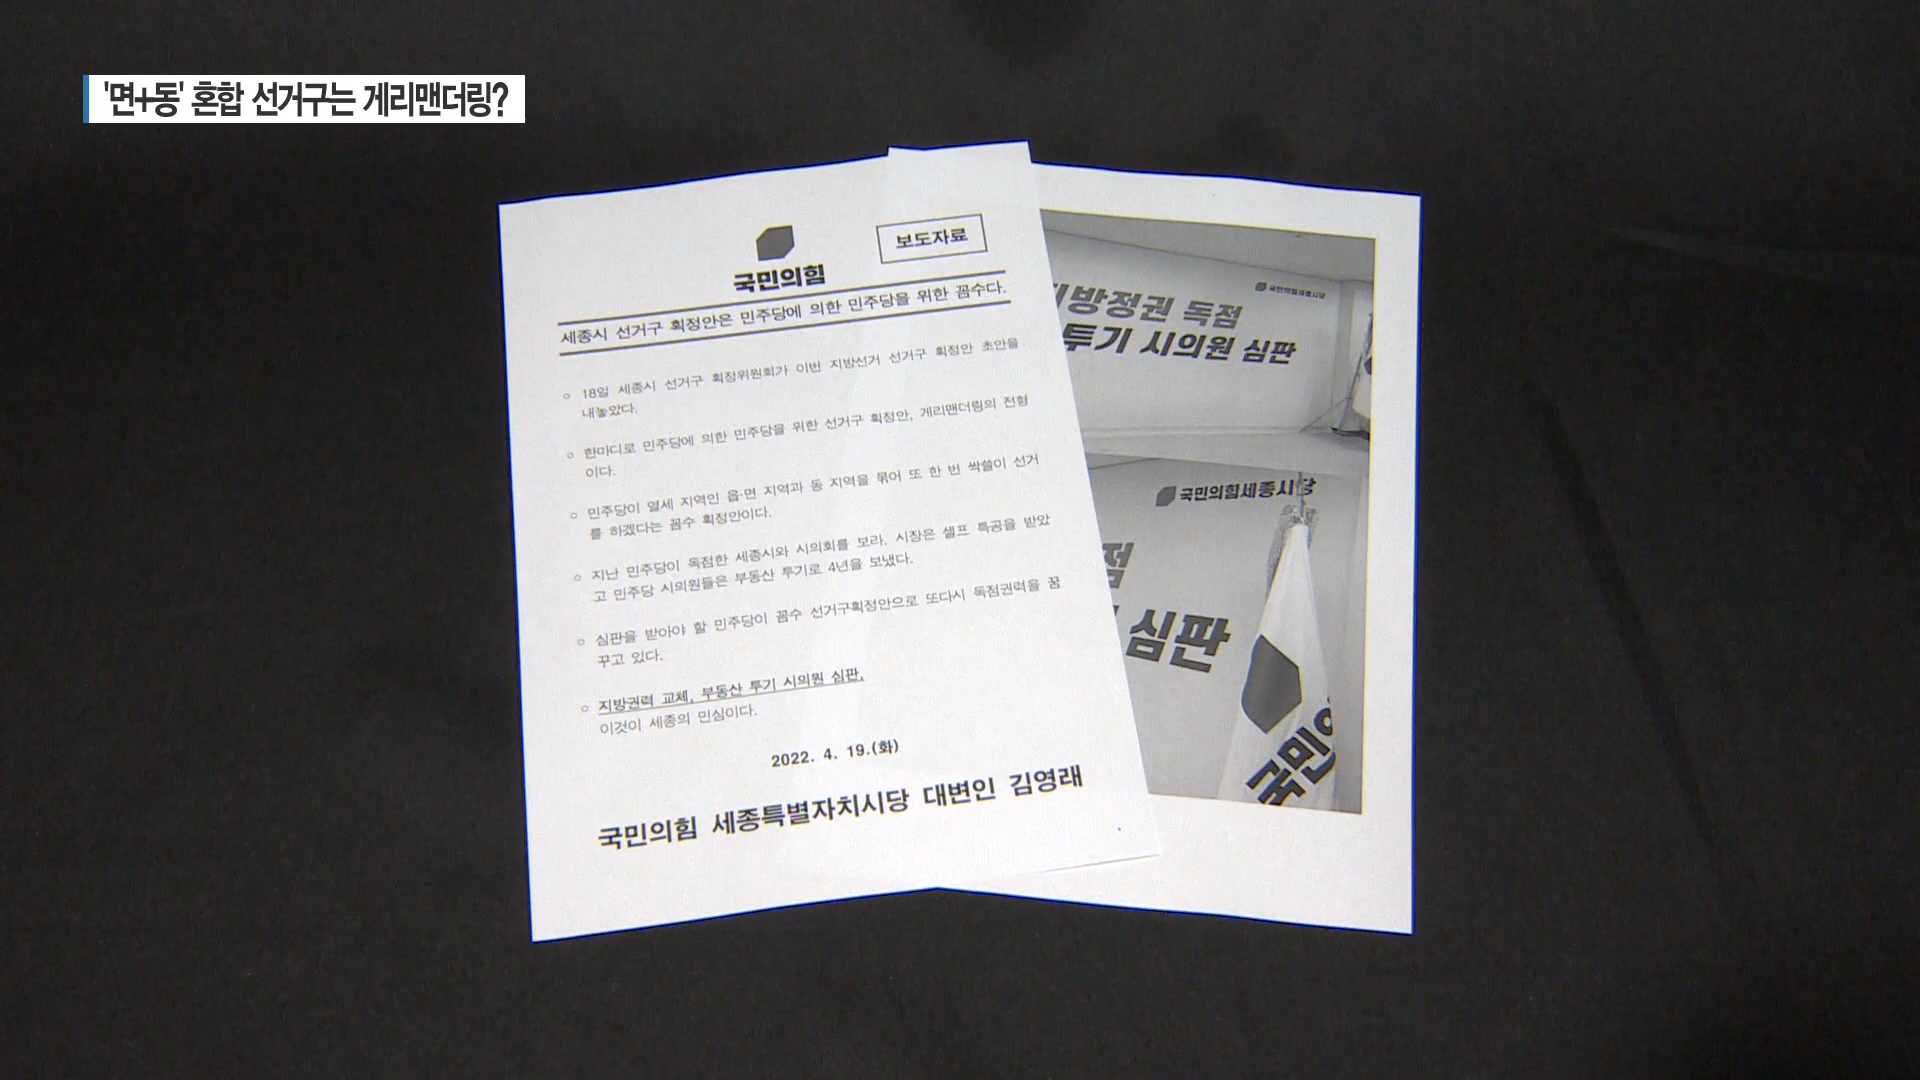 '면+동' 혼합 선거구는 게리맨더링?
보도자료
국민의힘
세종시 선거구 획정안은 민주당에 의한 민주당을 위한 꼼수다.
○ 18일 세종시 선거구 획정위원회가 이번 지방선거 선거구 획정안 초안을
내놓았다.
○ 한마디로 민주당에 의한 민주당을 위한 선거구 획정안, 게리맨더링의 전형
이다.
○ 민주당이 열세 지역인 읍·면 지역과 동 지역을 묶어 또 한 번 싹쓸이 선거
를 하겠다는 꼼수 획정안이다.
○ 지난 민주당이 독점한 세종시와 시의회를 보라. 시장은 셀프 특공을 받았
고 민주당 시의원들은 부동산 투기로 4년을 보냈다.
○ 심판을 받아야 할 민주당이 꼼수 선거구획정안으로 또다시 독점권력을 꿈
꾸고 있다.
○ 지방권력 교체, 부동산 투기 시의원 심판,
이것이 세종의 민심이다.
2022. 4. 19.(화)
국민의힘 세종특별자치시당 대변인 김영래
국민의힘세종시당
지방정권 독점
투기 시의원 심판
국민의힘세종시당
점
심판
국민의